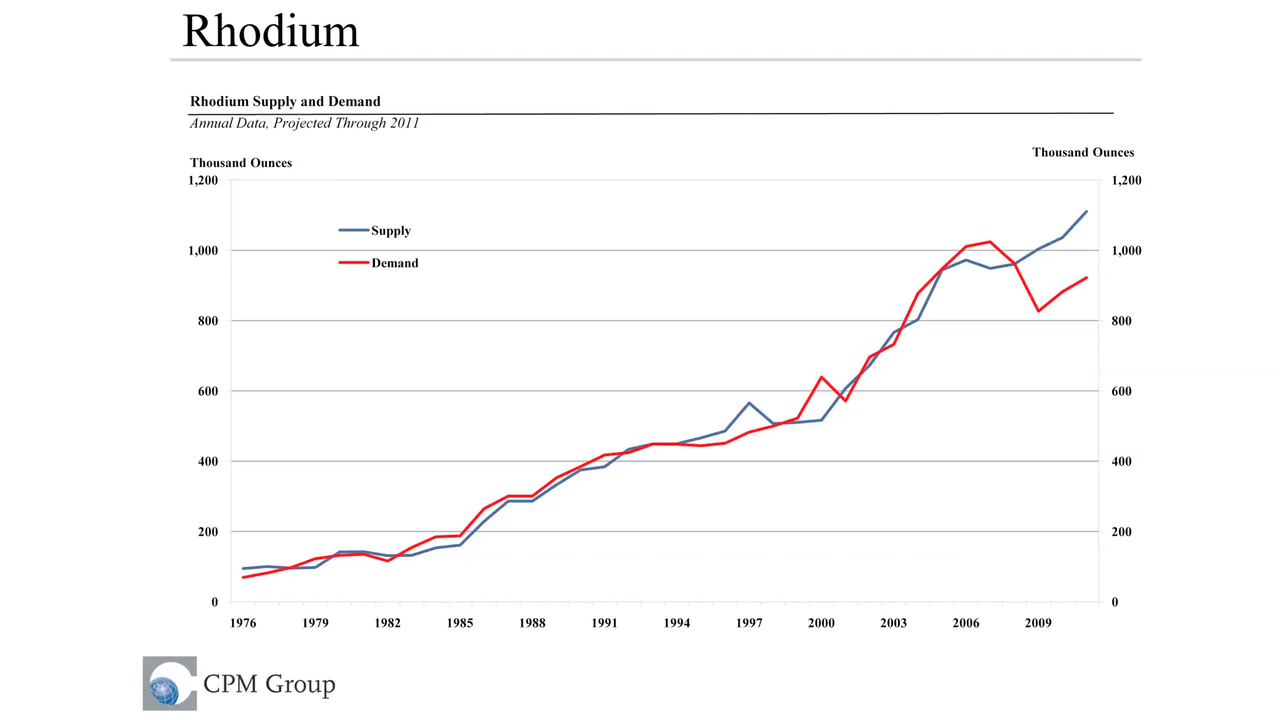 Rhodium
Rhodium Supply and Demand
Annual Data, Projected Through 2011
Thousand Ounces
Thousand Ounces
1,200
1,200
Supply
1,000
1,000
Demand
800
800
600
600
400
400
200
200
0
0
1976 1979 1982 1985 1988 1991 1994 1997 2000 2003 2006 2009
CPM Group